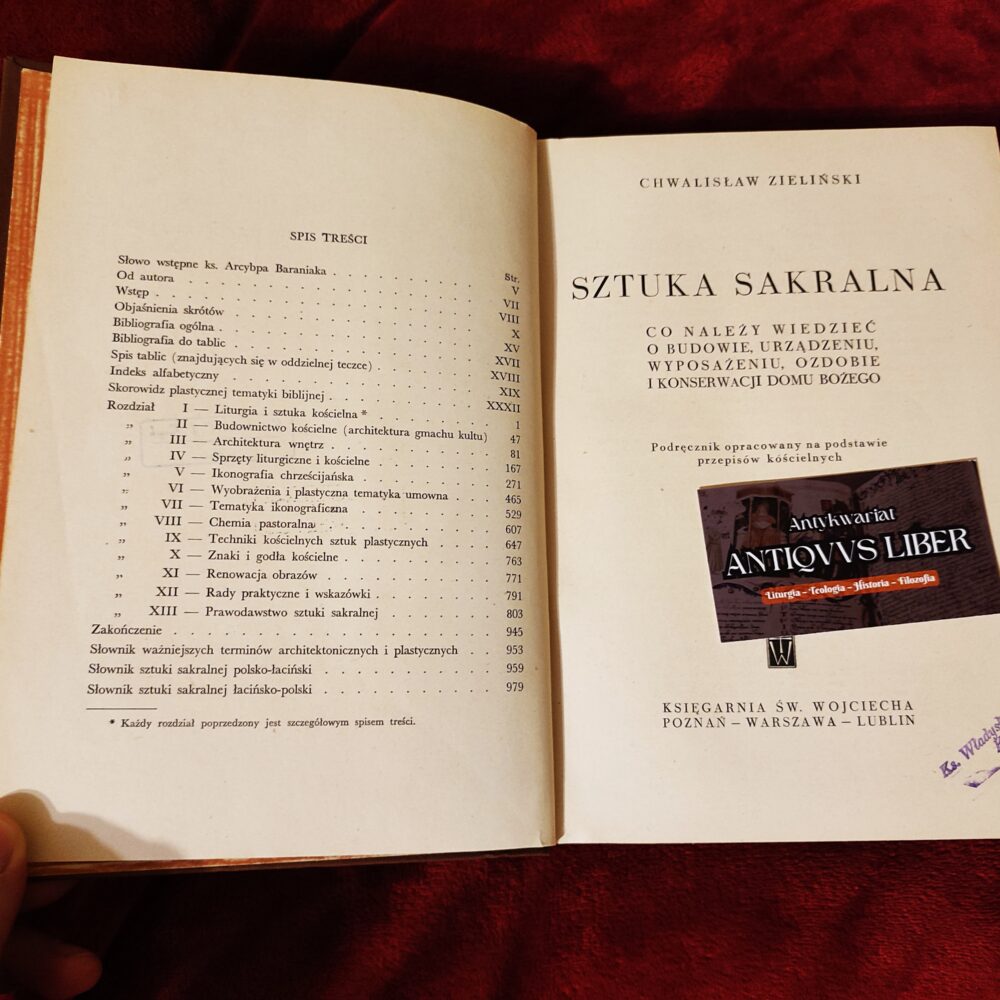 SPIS TREŚCI
Str.
Słowo wstępne ks. Arcybpa Baraniaka . . . V
Od autora . . . VII
Wstęp . . . VIII
Objaśnienia skrótów . . . X
Bibliografia ogólna . . . XV
Bibliografia do tablic . . . XVII
Spis tablic (znajdujących się w oddzielnej teczce) . . . XVIII
Indeks alfabetyczny . . . XIX
Skorowidz plastycznej tematyki biblijnej . . . XXXII
Rozdział I — Liturgia i sztuka kościelna * . . . 1
„ II — Budownictwo kościelne (architektura gmachu kultu) 47
„ III — Architektura wnętrz . . . 81
„ IV — Sprzęty liturgiczne i kościelne . . . 167
„ V — Ikonografia chrześcijańska . . . 271
„ VI — Wyobrażenia i plastyczna tematyka umowna . . . 465
„ VII — Tematyka ikonograficzna . . . 529
„ VIII — Chemia pastoralna . . . 607
„ IX — Techniki kościelnych sztuk plastycznych . . . 647
„ X — Znaki i godła kościelne . . . 763
„ XI — Renowacja obrazów . . . 771
„ XII — Rady praktyczne i wskazówki . . . 791
„ XIII — Prawodawstwo sztuki sakralnej . . . 803
Zakończenie . . . 945
Słownik ważniejszych terminów architektonicznych i plastycznych . . . 953
Słownik sztuki sakralnej polsko-łaciński . . . 959
Słownik sztuki sakralnej łacińsko-polski . . . 979
* Każdy rozdział poprzedzony jest szczegółowym spisem treści.
CHWALISŁAW ZIELIŃSKI
SZTUKA SAKRALNA
CO NALEŻY WIEDZIEĆ
O BUDOWIE, URZĄDZENIU,
WYPOSAŻENIU, OZDOBIE
I KONSERWACJI DOMU BOŻEGO
Podręcznik opracowany na podstawie
przepisów kościelnych
Antykwariat
ANTIQVVS LIBER
Liturgia – Teologia – Historia – Filozofia
W
KSIĘGARNIA ŚW. WOJCIECHA
POZNAŃ – WARSZAWA – LUBLIN
Ks.